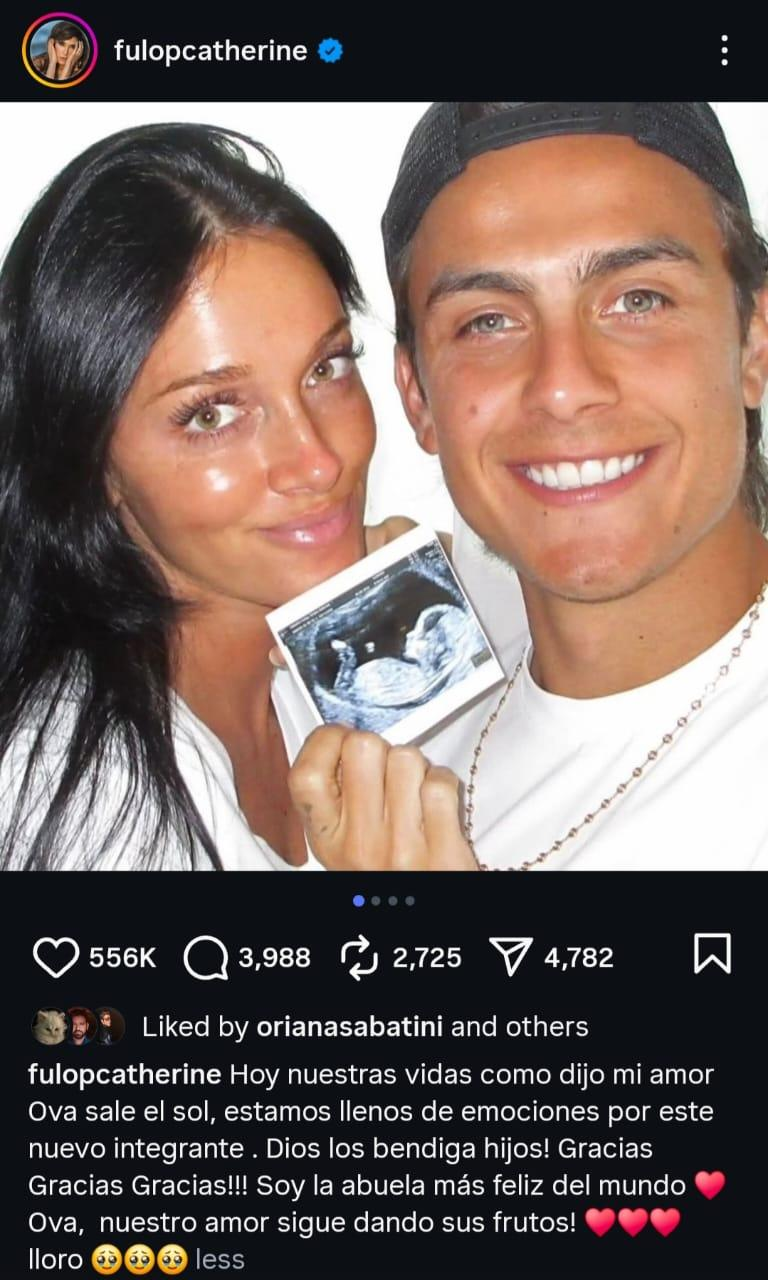 fulopcatherine
556K 3,988 2,725 4,782
Liked by orianasabatini and others
fulopcatherine Hoy nuestras vidas como dijo mi amor
Ova sale el sol, estamos llenos de emociones por este
nuevo integrante . Dios los bendiga hijos! Gracias
Gracias Gracias!!! Soy la abuela más feliz del mundo ♥️
Ova,  nuestro amor sigue dando sus frutos! ♥️♥️♥️
lloro 🥹🥹🥹 less